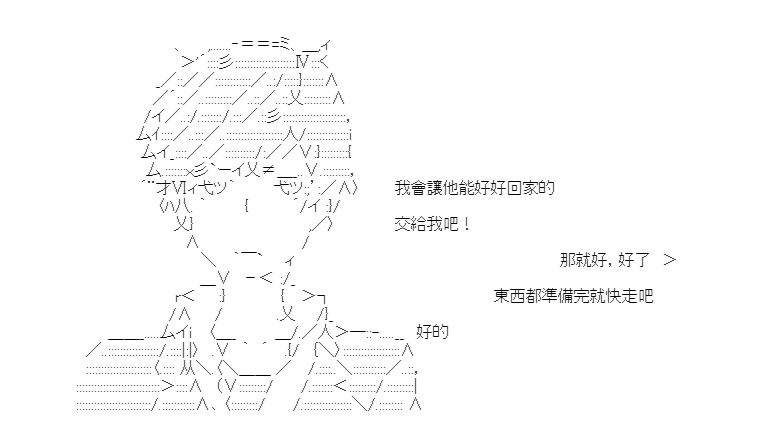 我會讓他能好好回家的
交給我吧！
那就好，好了　＞
東西都準備完就快走吧
好的